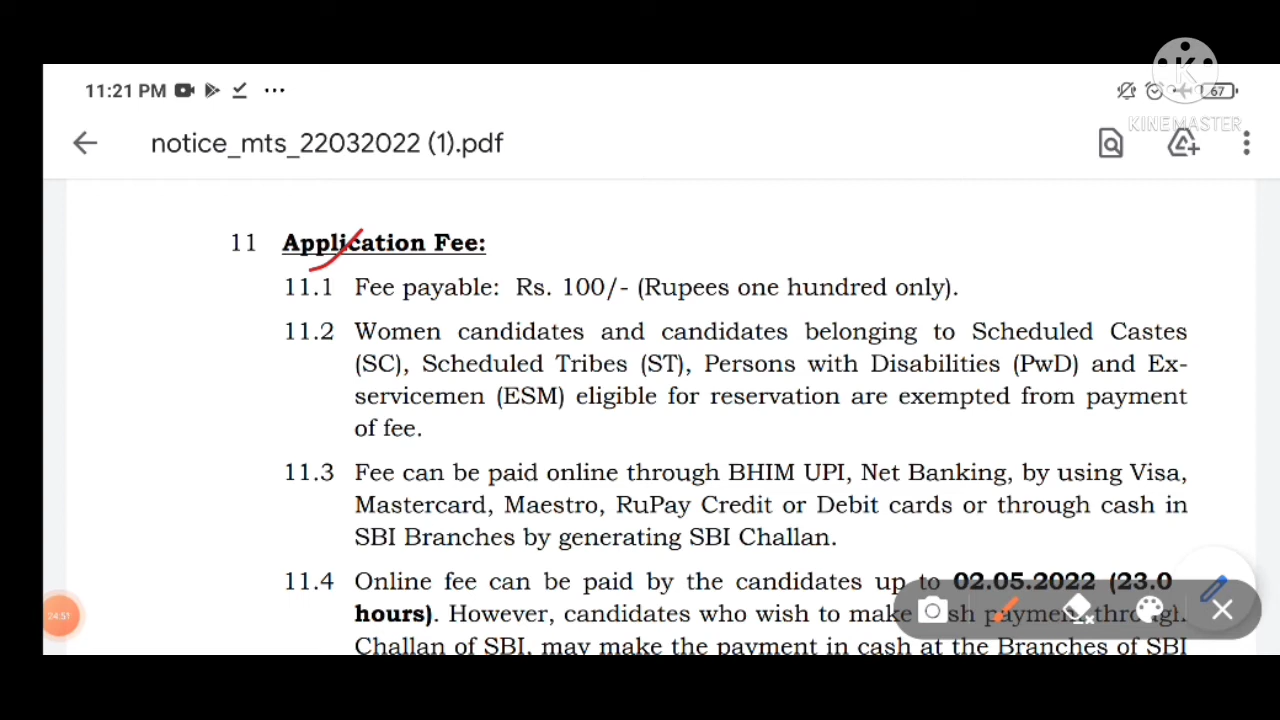 11:21 PM ... 67
KINEMASTER
notice_mts_22032022 (1).pdf
11 Application Fee:
11.1 Fee payable: Rs. 100/- (Rupees one hundred only).
11.2 Women candidates and candidates belonging to Scheduled Castes
(SC), Scheduled Tribes (ST), Persons with Disabilities (PwD) and Ex-
servicemen (ESM) eligible for reservation are exempted from payment
of fee.
11.3 Fee can be paid online through BHIM UPI, Net Banking, by using Visa,
Mastercard, Maestro, RuPay Credit or Debit cards or through cash in
SBI Branches by generating SBI Challan.
11.4 Online fee can be paid by the candidates up to 02.05.2022 (23.0
24:51
hours). However, candidates who wish to make
Challan of SBI, may make the payment in cash at the Branches of SBI